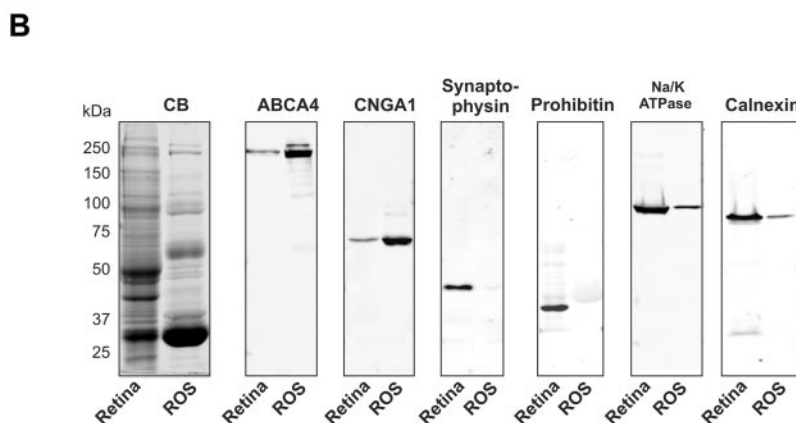 B
kDa
CB
ABCA4
CNGA1
Synapto-
physin
Prohibitin
Na/K
ATPase
Calnexin
250
150
100
75
50
37
25
Retina
ROS
Retina
ROS
Retina
ROS
Retina
ROS
Retina
ROS
Retina
ROS
Retina
ROS